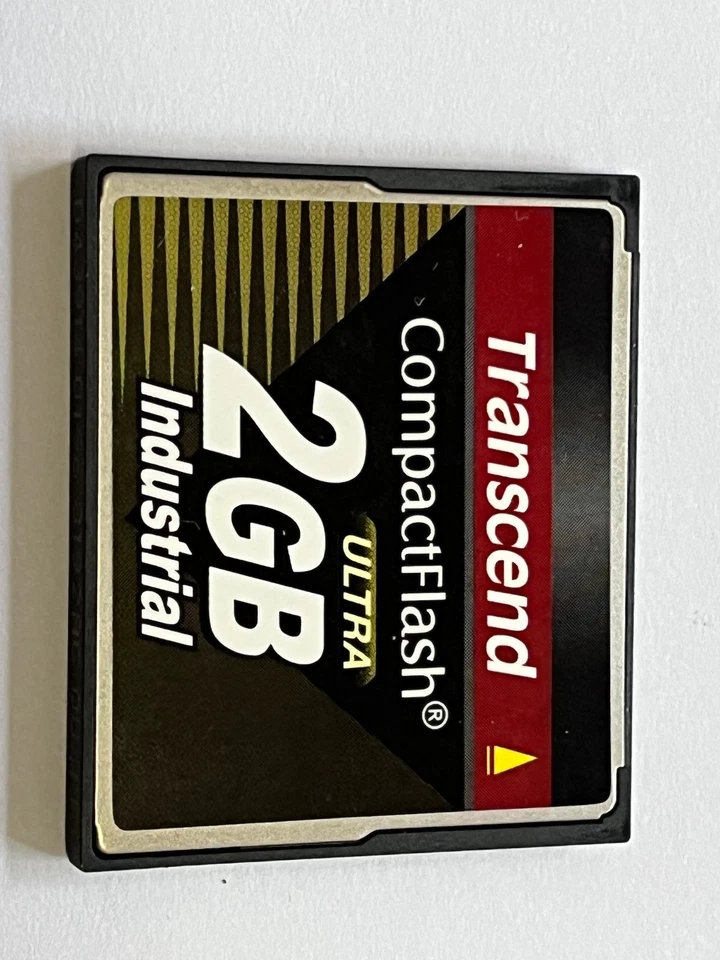 Transcend
CompactFlash®
ULTRA
2GB
Industrial